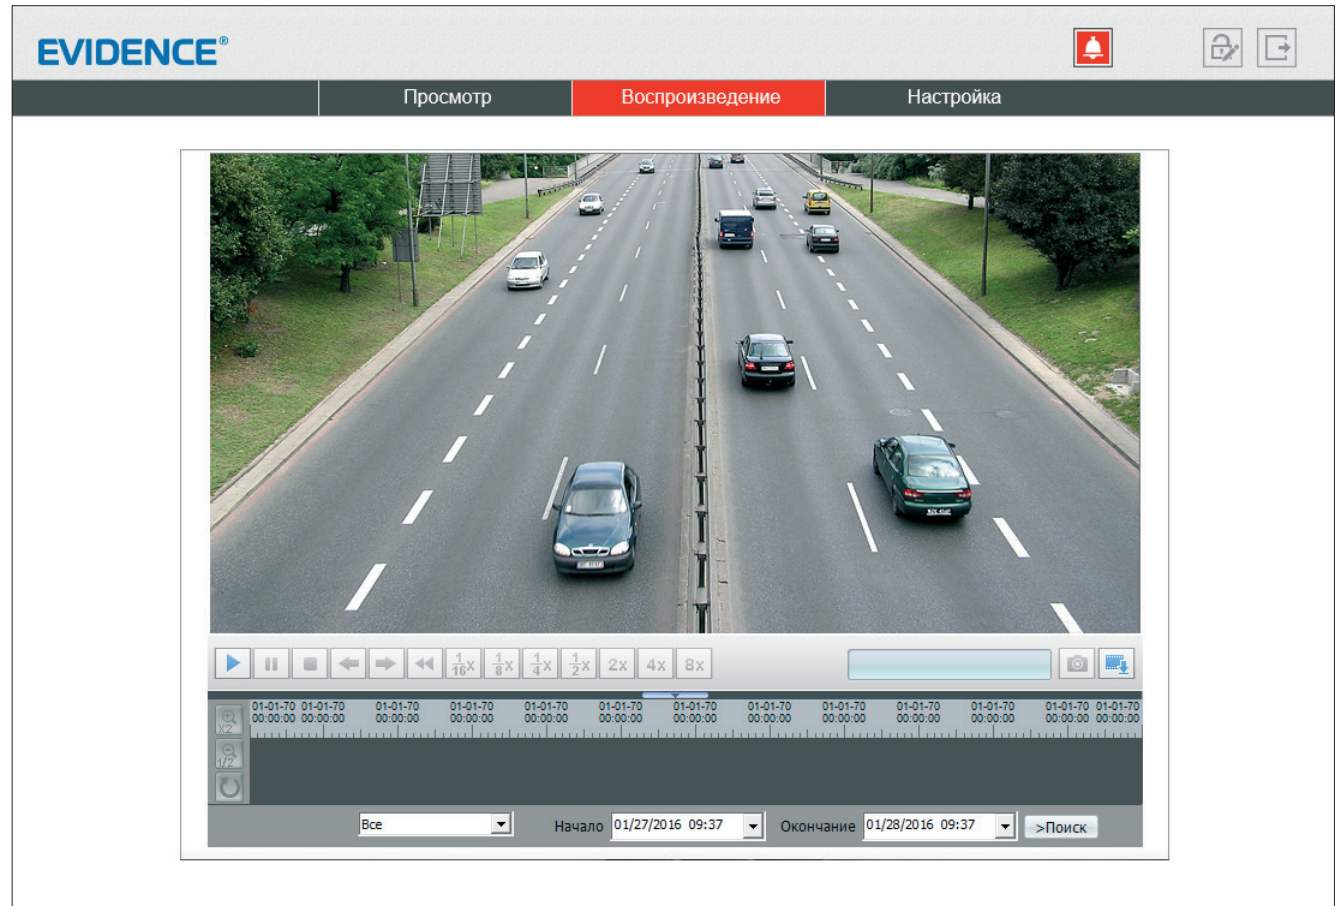 EVIDENCE®
Просмотр Воспроизведение Настройка
1/16x 1/8x 1/4x 1/2x 2x 4x 8x
01-01-70 01-01-70 01-01-70 01-01-70 01-01-70 01-01-70 01-01-70 01-01-70 01-01-70 01-01-70 01-01-70 01-01-70 01-01-70
00:00:00 00:00:00 00:00:00 00:00:00 00:00:00 00:00:00 00:00:00 00:00:00 00:00:00 00:00:00 00:00:00 00:00:00 00:00:00
X2
1/2
Все Начало 01/27/2016 09:37 Окончание 01/28/2016 09:37 >Поиск